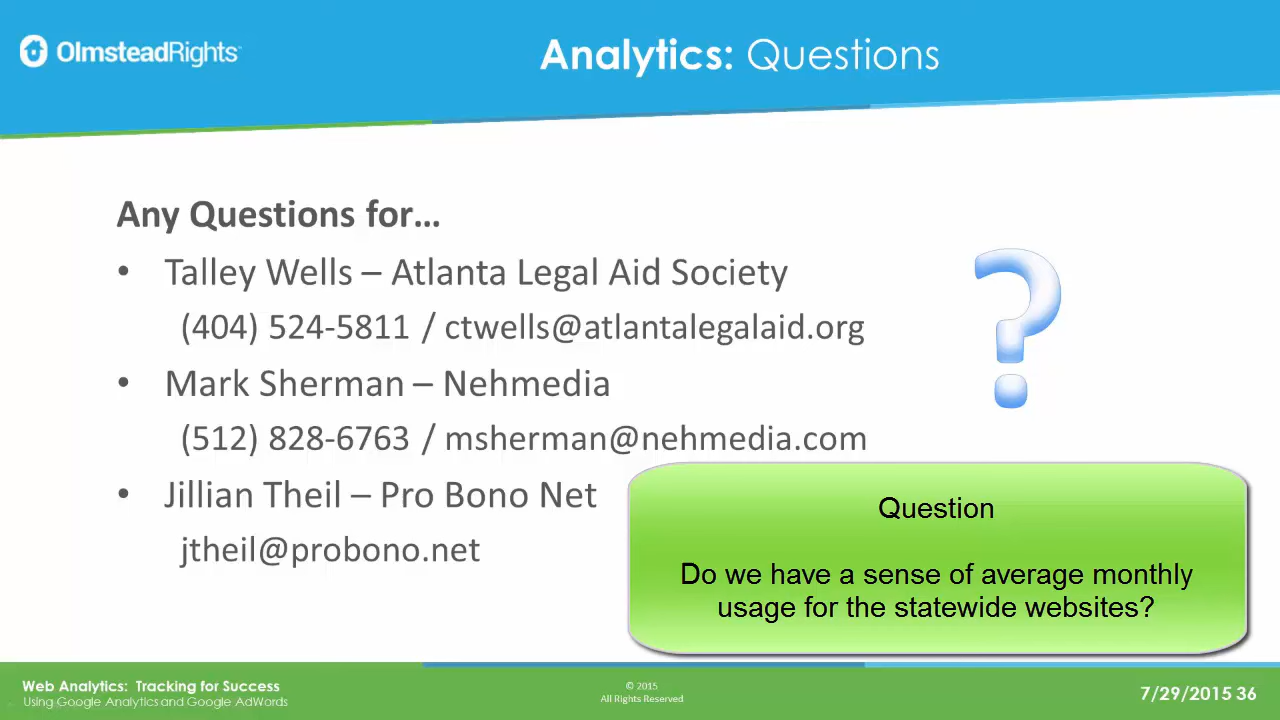 OlmsteadRights
Analytics: Questions
Any Questions for…
• Talley Wells – Atlanta Legal Aid Society
(404) 524-5811 / ctwells@atlantalegalaid.org
• Mark Sherman – Nehmedia
(512) 828-6763 / msherman@nehmedia.com
• Jillian Theil – Pro Bono Net
jtheil@probono.net
?
Question
Do we have a sense of average monthly
usage for the statewide websites?
Web Analytics: Tracking for Success
Using Google Analytics and Google AdWords
© 2015
All Rights Reserved
7/29/2015 36